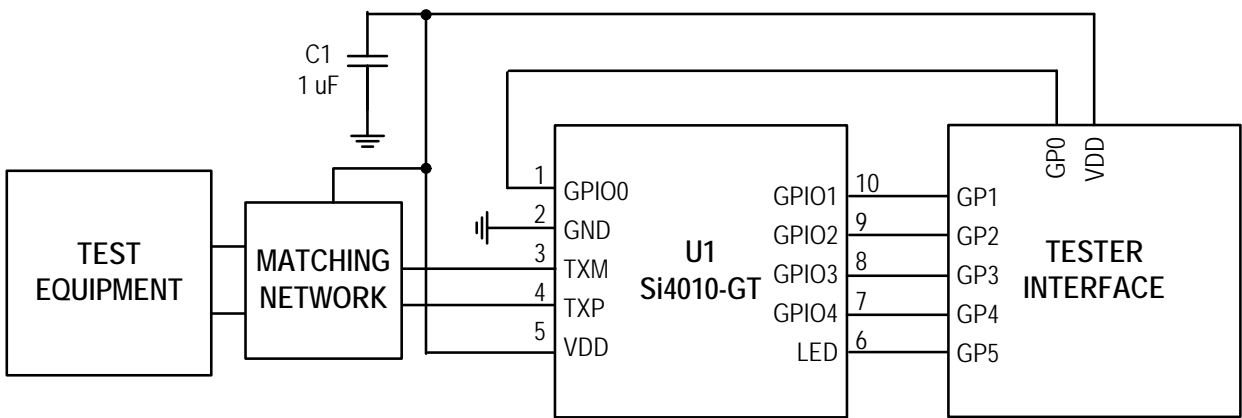 C1
1 uF
TEST
EQUIPMENT
MATCHING
NETWORK
1
2
3
4
5
GPIO0
GND
TXM
TXP
VDD
U1
Si4010-GT
GPIO1
GPIO2
GPIO3
GPIO4
LED
10
9
8
7
6
GP0
VDD
GP1
GP2
GP3
GP4
GP5
TESTER
INTERFACE